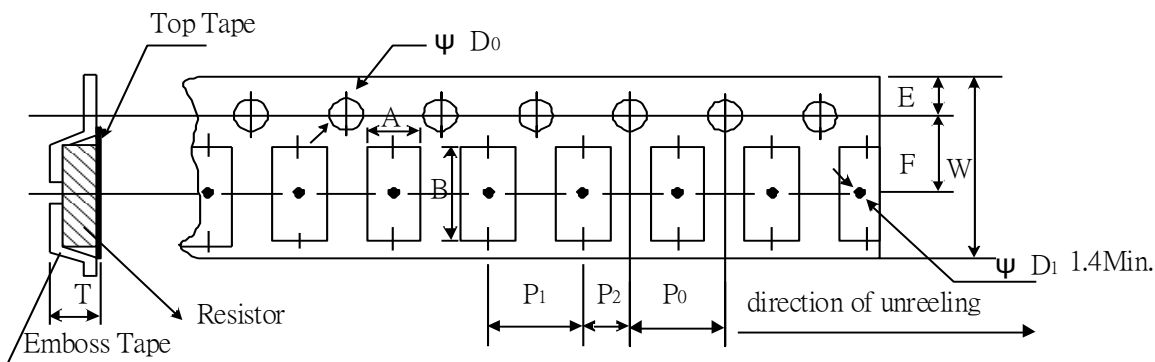 Top Tape
Ψ D0
E
A
F
W
B
Ψ D1 1.4Min.
P1
P2
P0
direction of unreeling
T
Resistor
Emboss Tape